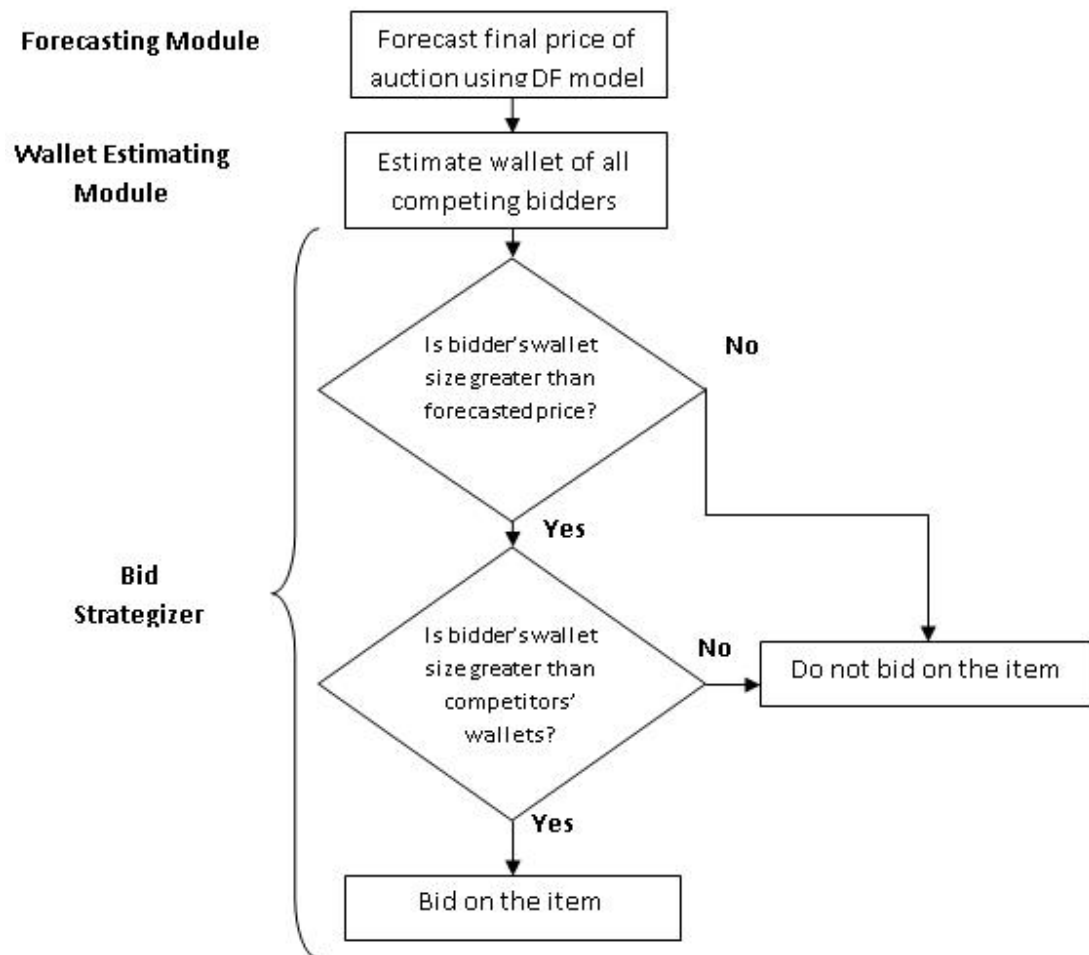 Forecasting Module
Forecast final price of
auction using DF model
Wallet Estimating
Module
Estimate wallet of all
competing bidders
Is bidder's wallet
size greater than
forecasted price?
No
Yes
Bid
Strategizer
Is bidder's wallet
size greater than
competitors'
wallets?
No
Do not bid on the item
Yes
Bid on the item